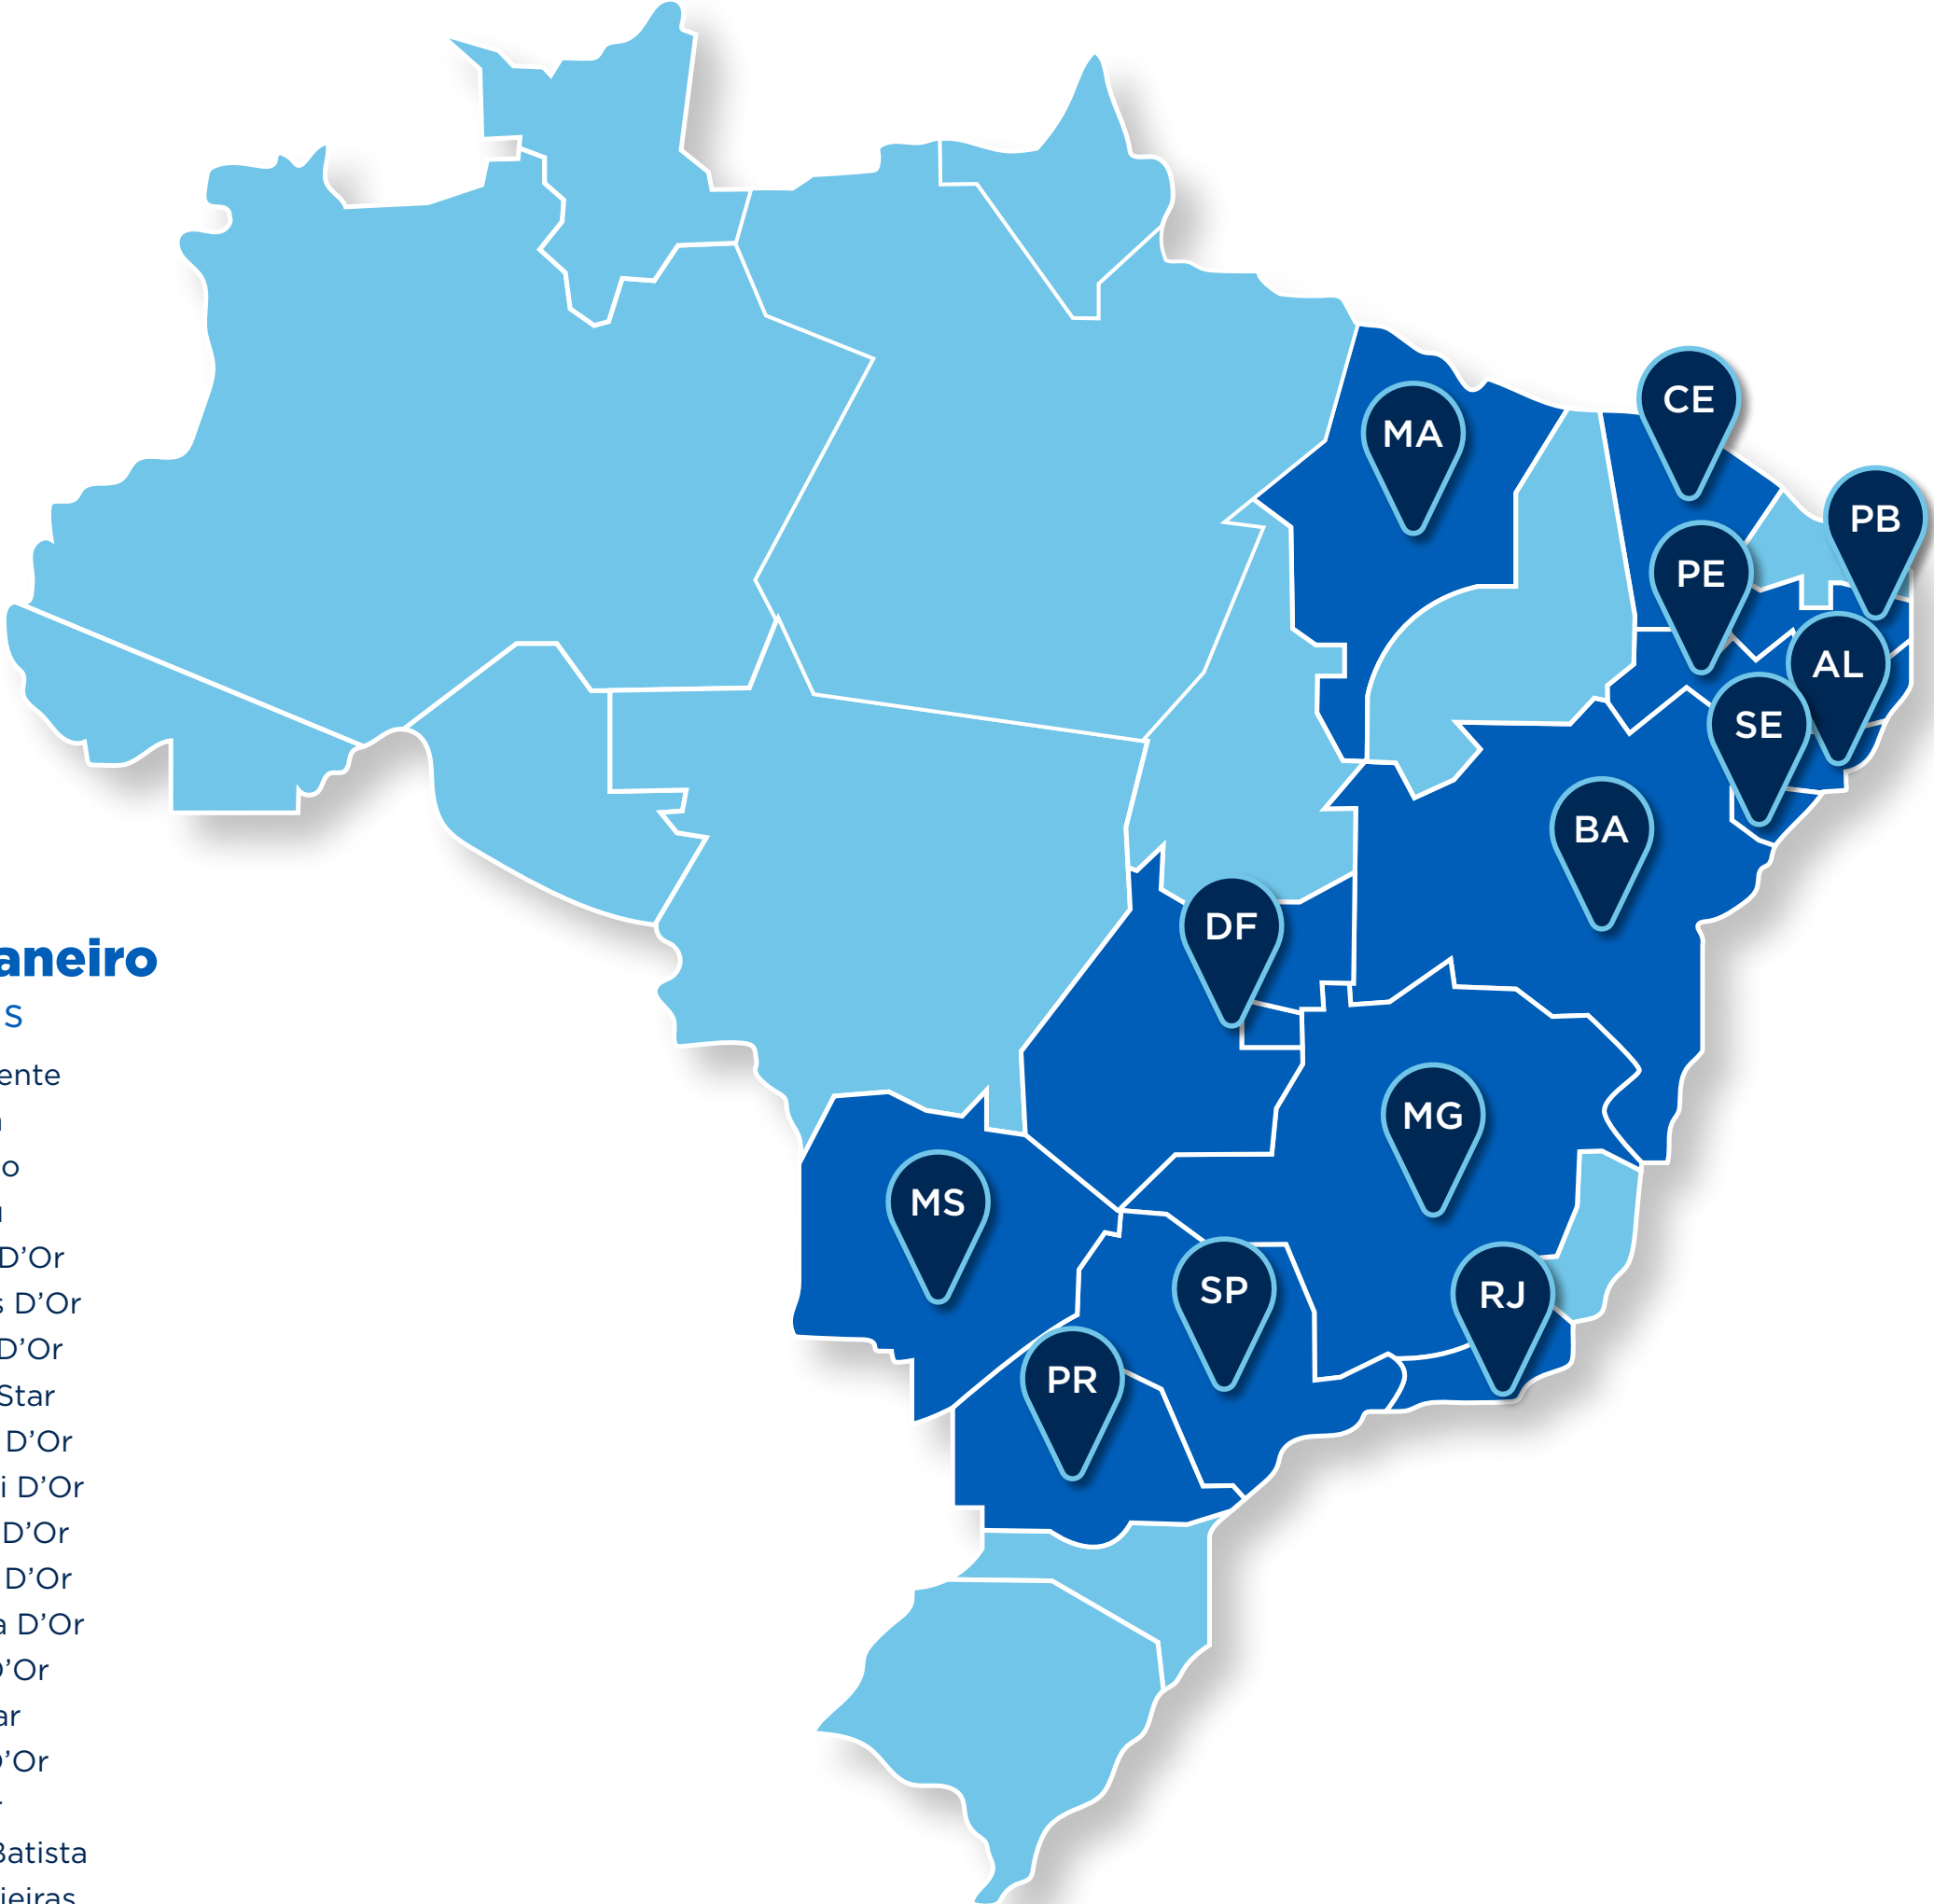 CE
MA
PB
PE
AL
SE
BA
DF
aneiro
S
ente
o
MG
MS
D'Or
SP
RJ
s D'Or
D'Or
PR
Star
D'Or
i D'Or
D'Or
D'Or
a D'Or
D'Or
ar
D'Or
Batista
ieiras